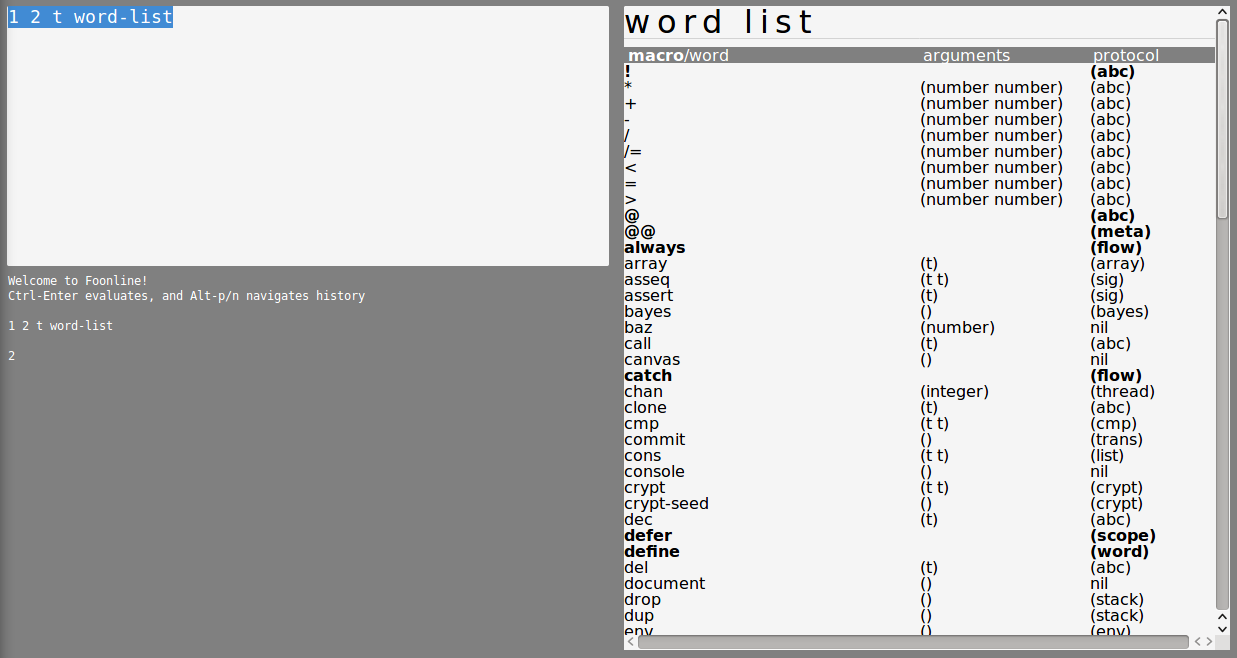 1 2 t word-list
Welcome to Foonline!
Ctrl-Enter evaluates, and Alt-p/n navigates history
1 2 t word-list
2
word list
macro/word arguments protocol
! (abc)
* (number number) (abc)
+ (number number) (abc)
- (number number) (abc)
/ (number number) (abc)
/= (number number) (abc)
< (number number) (abc)
= (number number) (abc)
> (number number) (abc)
@ (abc)
@@ (meta)
always (flow)
array (t) (array)
asseq (t t) (sig)
assert (t) (sig)
bayes () (bayes)
baz (number) nil
call (t) (abc)
canvas () nil
catch (flow)
chan (integer) (thread)
clone (t) (abc)
cmp (t t) (cmp)
commit () (trans)
cons (t t) (list)
console () nil
crypt (t t) (crypt)
crypt-seed () (crypt)
dec (t) (abc)
defer (scope)
define (word)
del (t) (abc)
document () nil
drop () (stack)
dup () (stack)
env () (env)